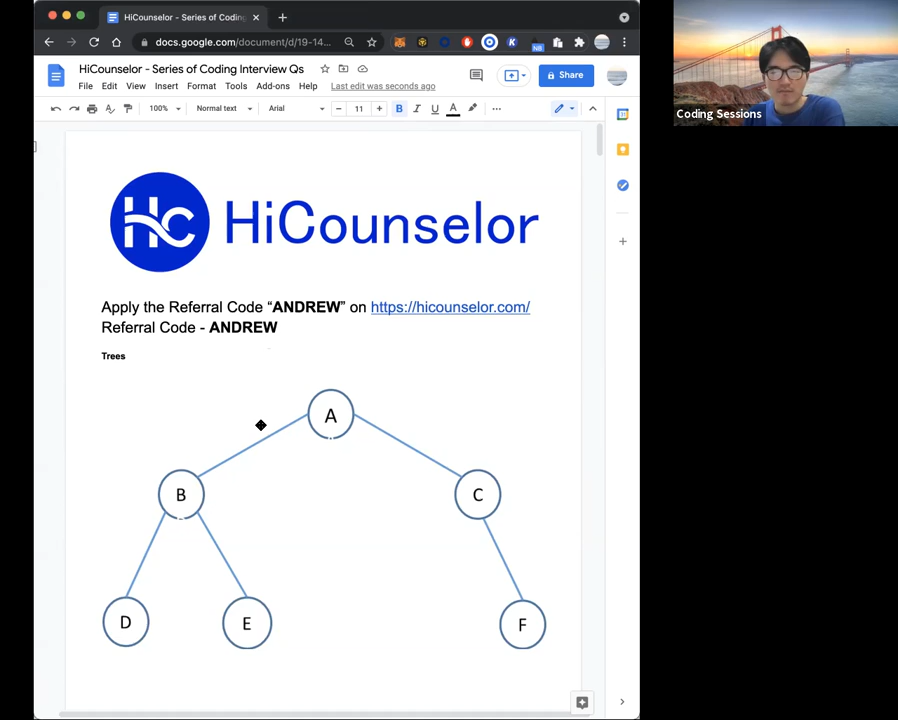 HiCounselor - Series of Coding
docs.google.com/document/d/19-14...
NB
HiCounselor - Series of Coding Interview Qs
File Edit View Insert Format Tools Add-ons Help Last edit was seconds ago
Share
100% Normal text Arial 11 B I U A
HC HiCounselor
Apply the Referral Code “ANDREW” on https://hicounselor.com/
Referral Code - ANDREW
Trees
A
B C
D E F
Coding Sessions